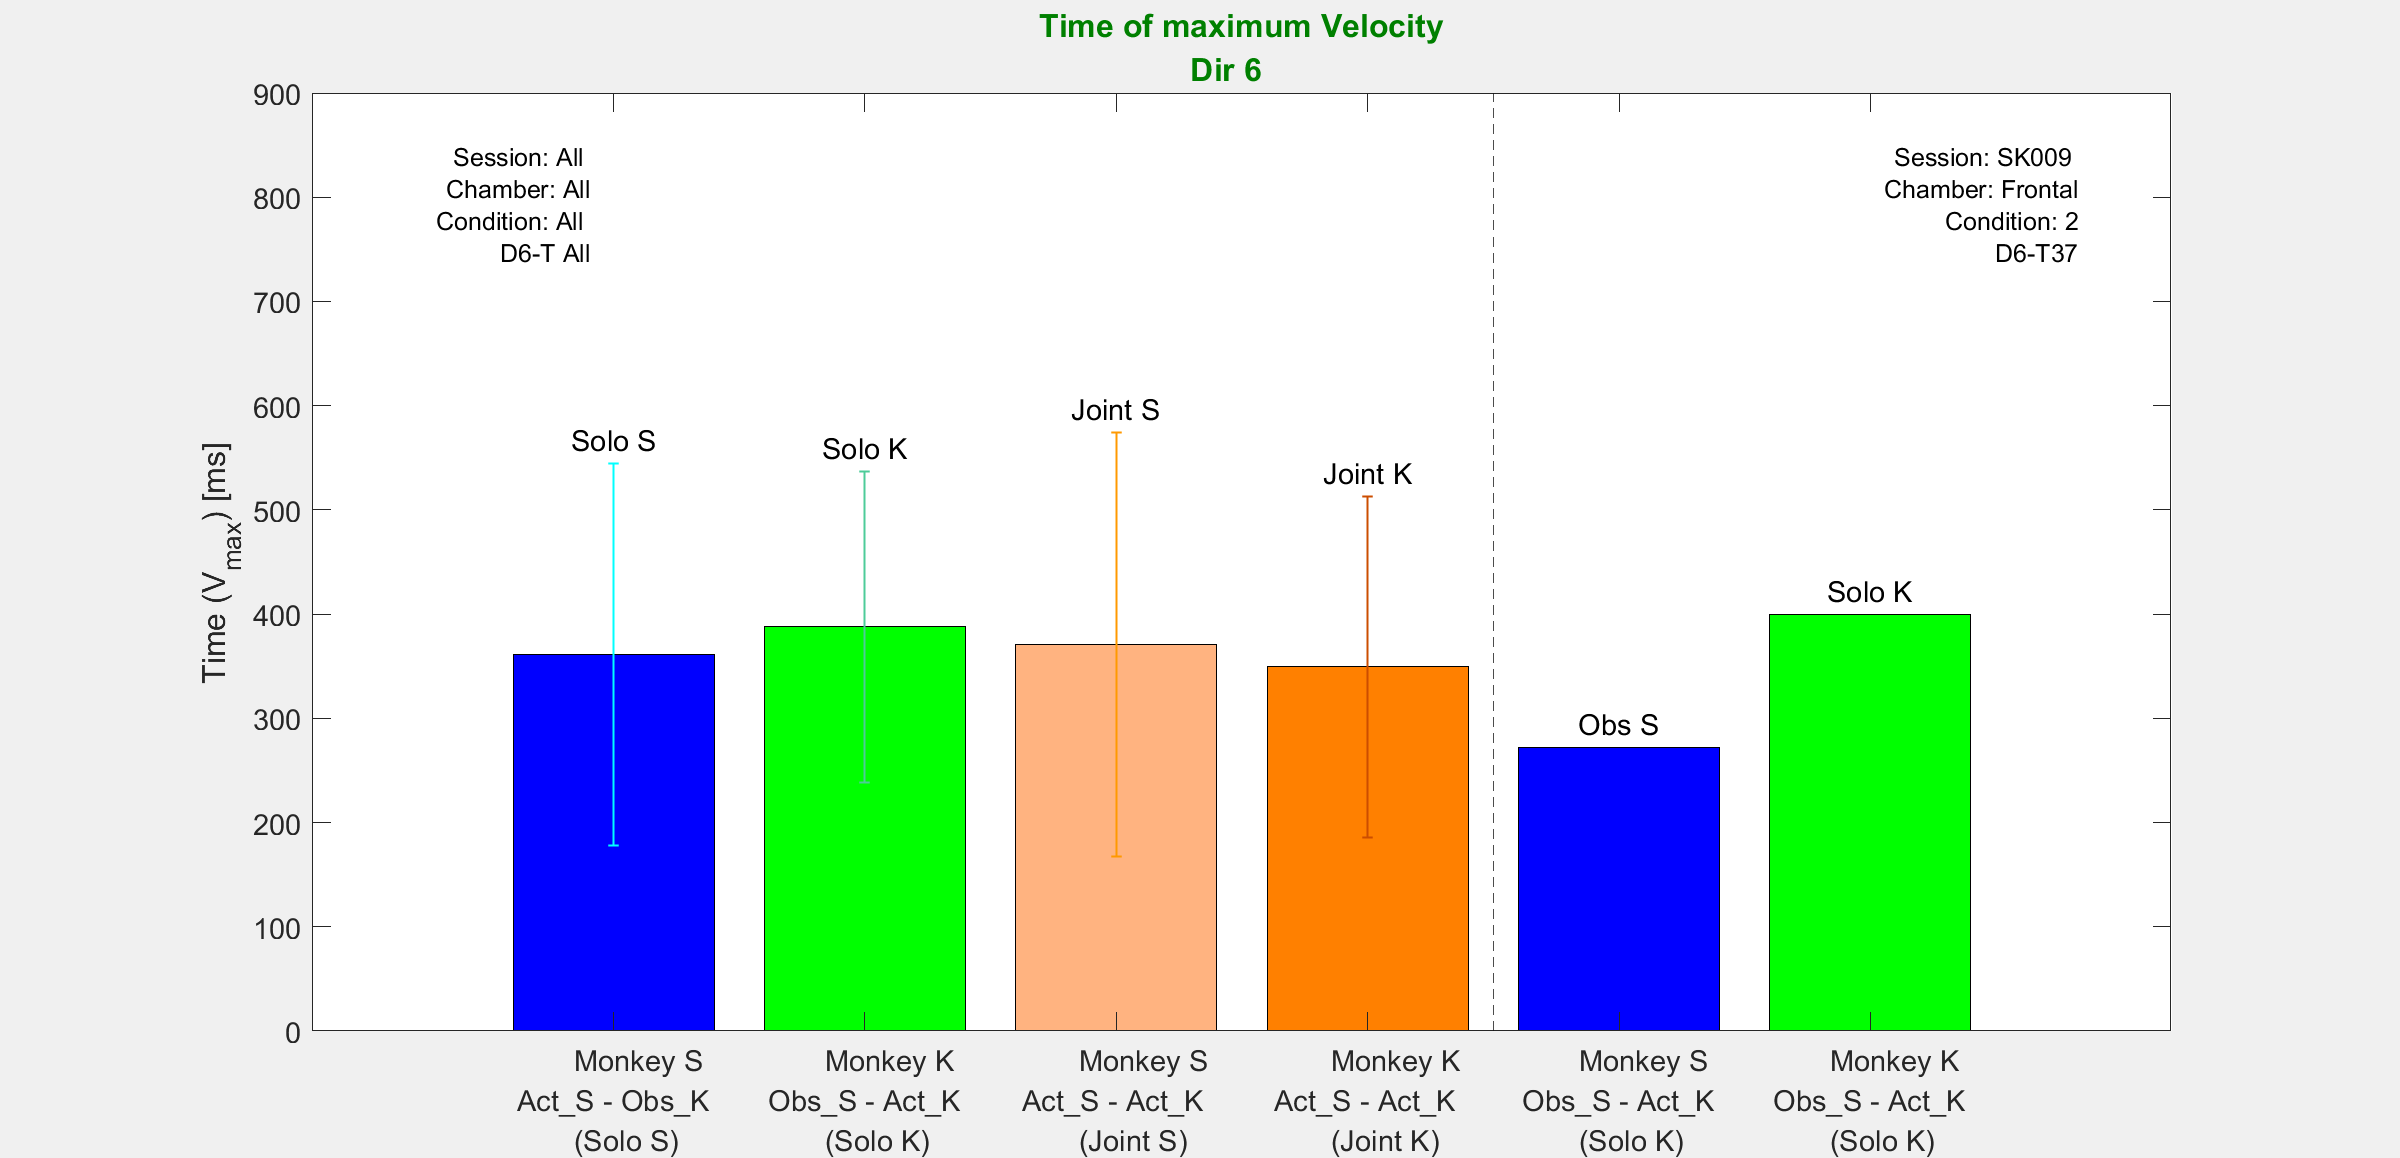 Time of maximum Velocity
Dir 6
Session: All
Chamber: All
Condition: All
D6-T All
Session: SK009
Chamber: Frontal
Condition: 2
D6-T37
900
800
700
600
500
400
300
200
100
0
Time (Vmax) [ms]
Solo S
Solo K
Joint S
Joint K
Obs S
Solo K
Monkey S
Act_S - Obs_K
(Solo S)
Monkey K
Obs_S - Act_K
(Solo K)
Monkey S
Act_S - Act_K
(Joint S)
Monkey K
Act_S - Act_K
(Joint K)
Monkey S
Obs_S - Act_K
(Solo K)
Monkey K
Obs_S - Act_K
(Solo K)